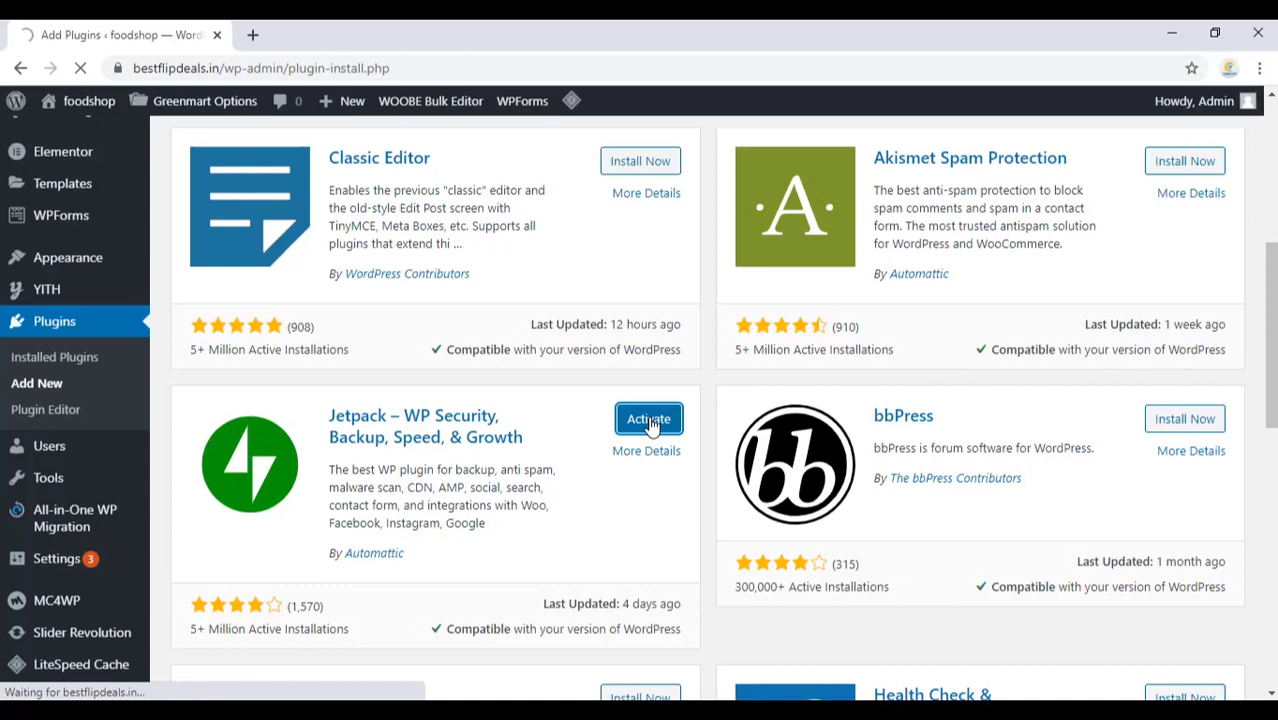 Add Plugins ‹ foodshop — Word
bestflipdeals.in/wp-admin/plugin-install.php
foodshop
Greenmart Options
0
New
WOOBE Bulk Editor
WPForms
Howdy, Admin
Elementor
Templates
WPForms
Appearance
YITH
Plugins
Installed Plugins
Add New
Plugin Editor
Users
Tools
All-in-One WP
Migration
Settings 3
MC4WP
Slider Revolution
LiteSpeed Cache
Classic Editor
Install Now
More Details
Enables the previous "classic" editor and
the old-style Edit Post screen with
TinyMCE, Meta Boxes, etc. Supports all
plugins that extend thi ...
By WordPress Contributors
(908)
Last Updated: 12 hours ago
5+ Million Active Installations
Compatible with your version of WordPress
Akismet Spam Protection
Install Now
More Details
The best anti-spam protection to block
spam comments and spam in a contact
form. The most trusted antispam solution
for WordPress and WooCommerce.
By Automattic
(910)
Last Updated: 1 week ago
5+ Million Active Installations
Compatible with your version of WordPress
Jetpack – WP Security,
Backup, Speed, & Growth
Activate
More Details
The best WP plugin for backup, anti spam,
malware scan, CDN, AMP, social, search,
contact form, and integrations with Woo,
Facebook, Instagram, Google
By Automattic
(1,570)
Last Updated: 4 days ago
5+ Million Active Installations
Compatible with your version of WordPress
bbPress
Install Now
More Details
bbPress is forum software for WordPress.
By The bbPress Contributors
(315)
Last Updated: 1 month ago
300,000+ Active Installations
Compatible with your version of WordPress
Install Now
Health Check &
Install Now
Waiting for bestflipdeals.in...
A
bb